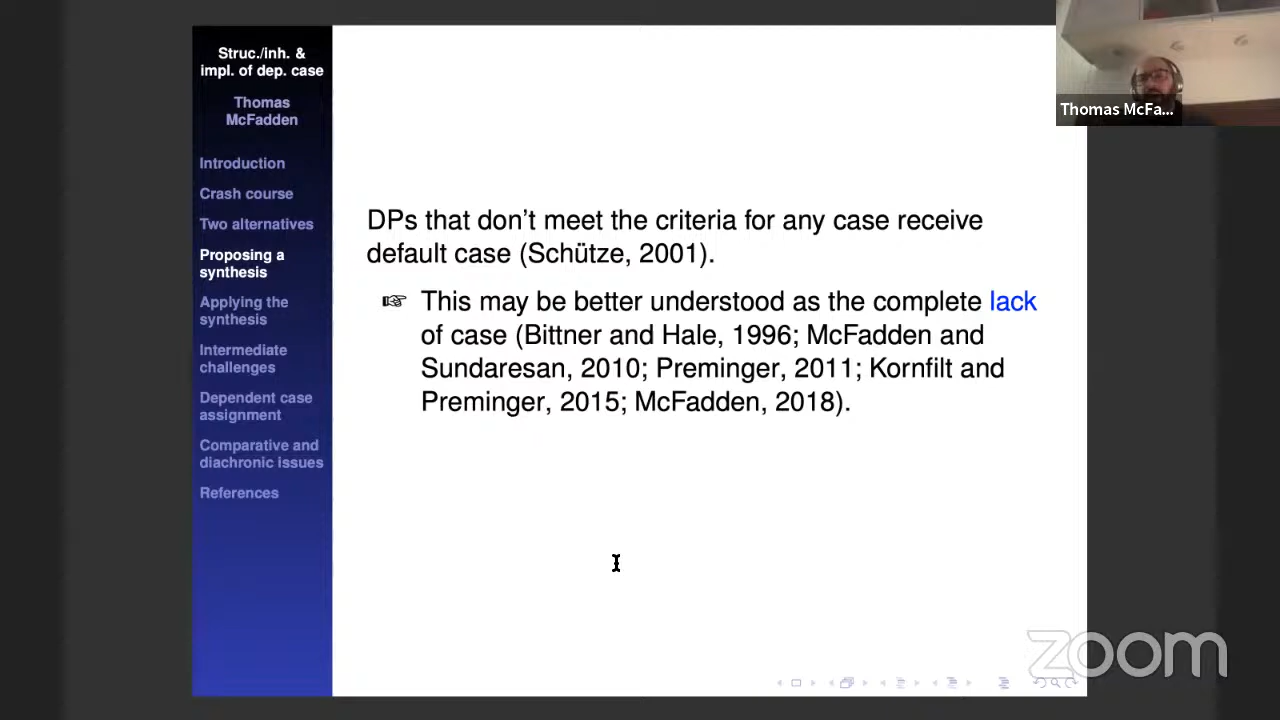 Struc./inh. &
impl. of dep. case
Thomas
McFadden
Introduction
Crash course
Two alternatives
Proposing a
synthesis
Applying the
synthesis
Intermediate
challenges
Dependent case
assignment
Comparative and
diachronic issues
References
DPs that don't meet the criteria for any case receive
default case (Schütze, 2001).
☞ This may be better understood as the complete lack
of case (Bittner and Hale, 1996; McFadden and
Sundaresan, 2010; Preminger, 2011; Kornfilt and
Preminger, 2015; McFadden, 2018).
Thomas McFa...
zoom